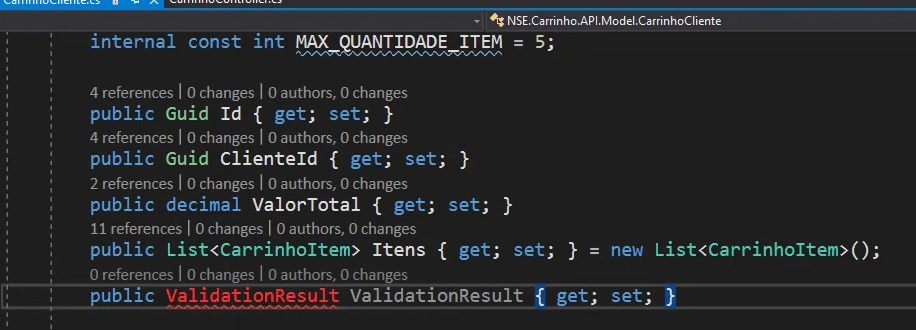 CarrinhoCliente.cs CarrinhoController.cs
NSE.Carrinho.API.Model.CarrinhoCliente
internal const int MAX_QUANTIDADE_ITEM = 5;
4 references | 0 changes | 0 authors, 0 changes
public Guid Id { get; set; }
4 references | 0 changes | 0 authors, 0 changes
public Guid ClienteId { get; set; }
2 references | 0 changes | 0 authors, 0 changes
public decimal ValorTotal { get; set; }
11 references | 0 changes | 0 authors, 0 changes
public List<CarrinhoItem> Itens { get; set; } = new List<CarrinhoItem>();
0 references | 0 changes | 0 authors, 0 changes
public ValidationResult ValidationResult { get; set; }